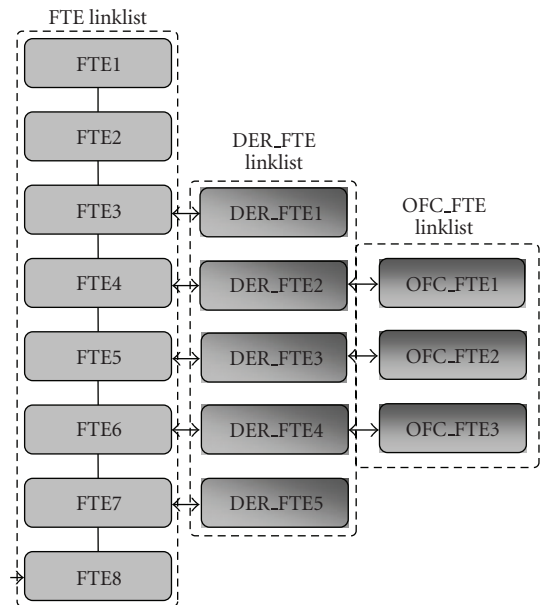 FTE linklist
FTE1
FTE2
FTE3
FTE4
FTE5
FTE6
FTE7
FTE8
DER_FTE
linklist
DER_FTE1
DER_FTE2
DER_FTE3
DER_FTE4
DER_FTE5
OFC_FTE
linklist
OFC_FTE1
OFC_FTE2
OFC_FTE3